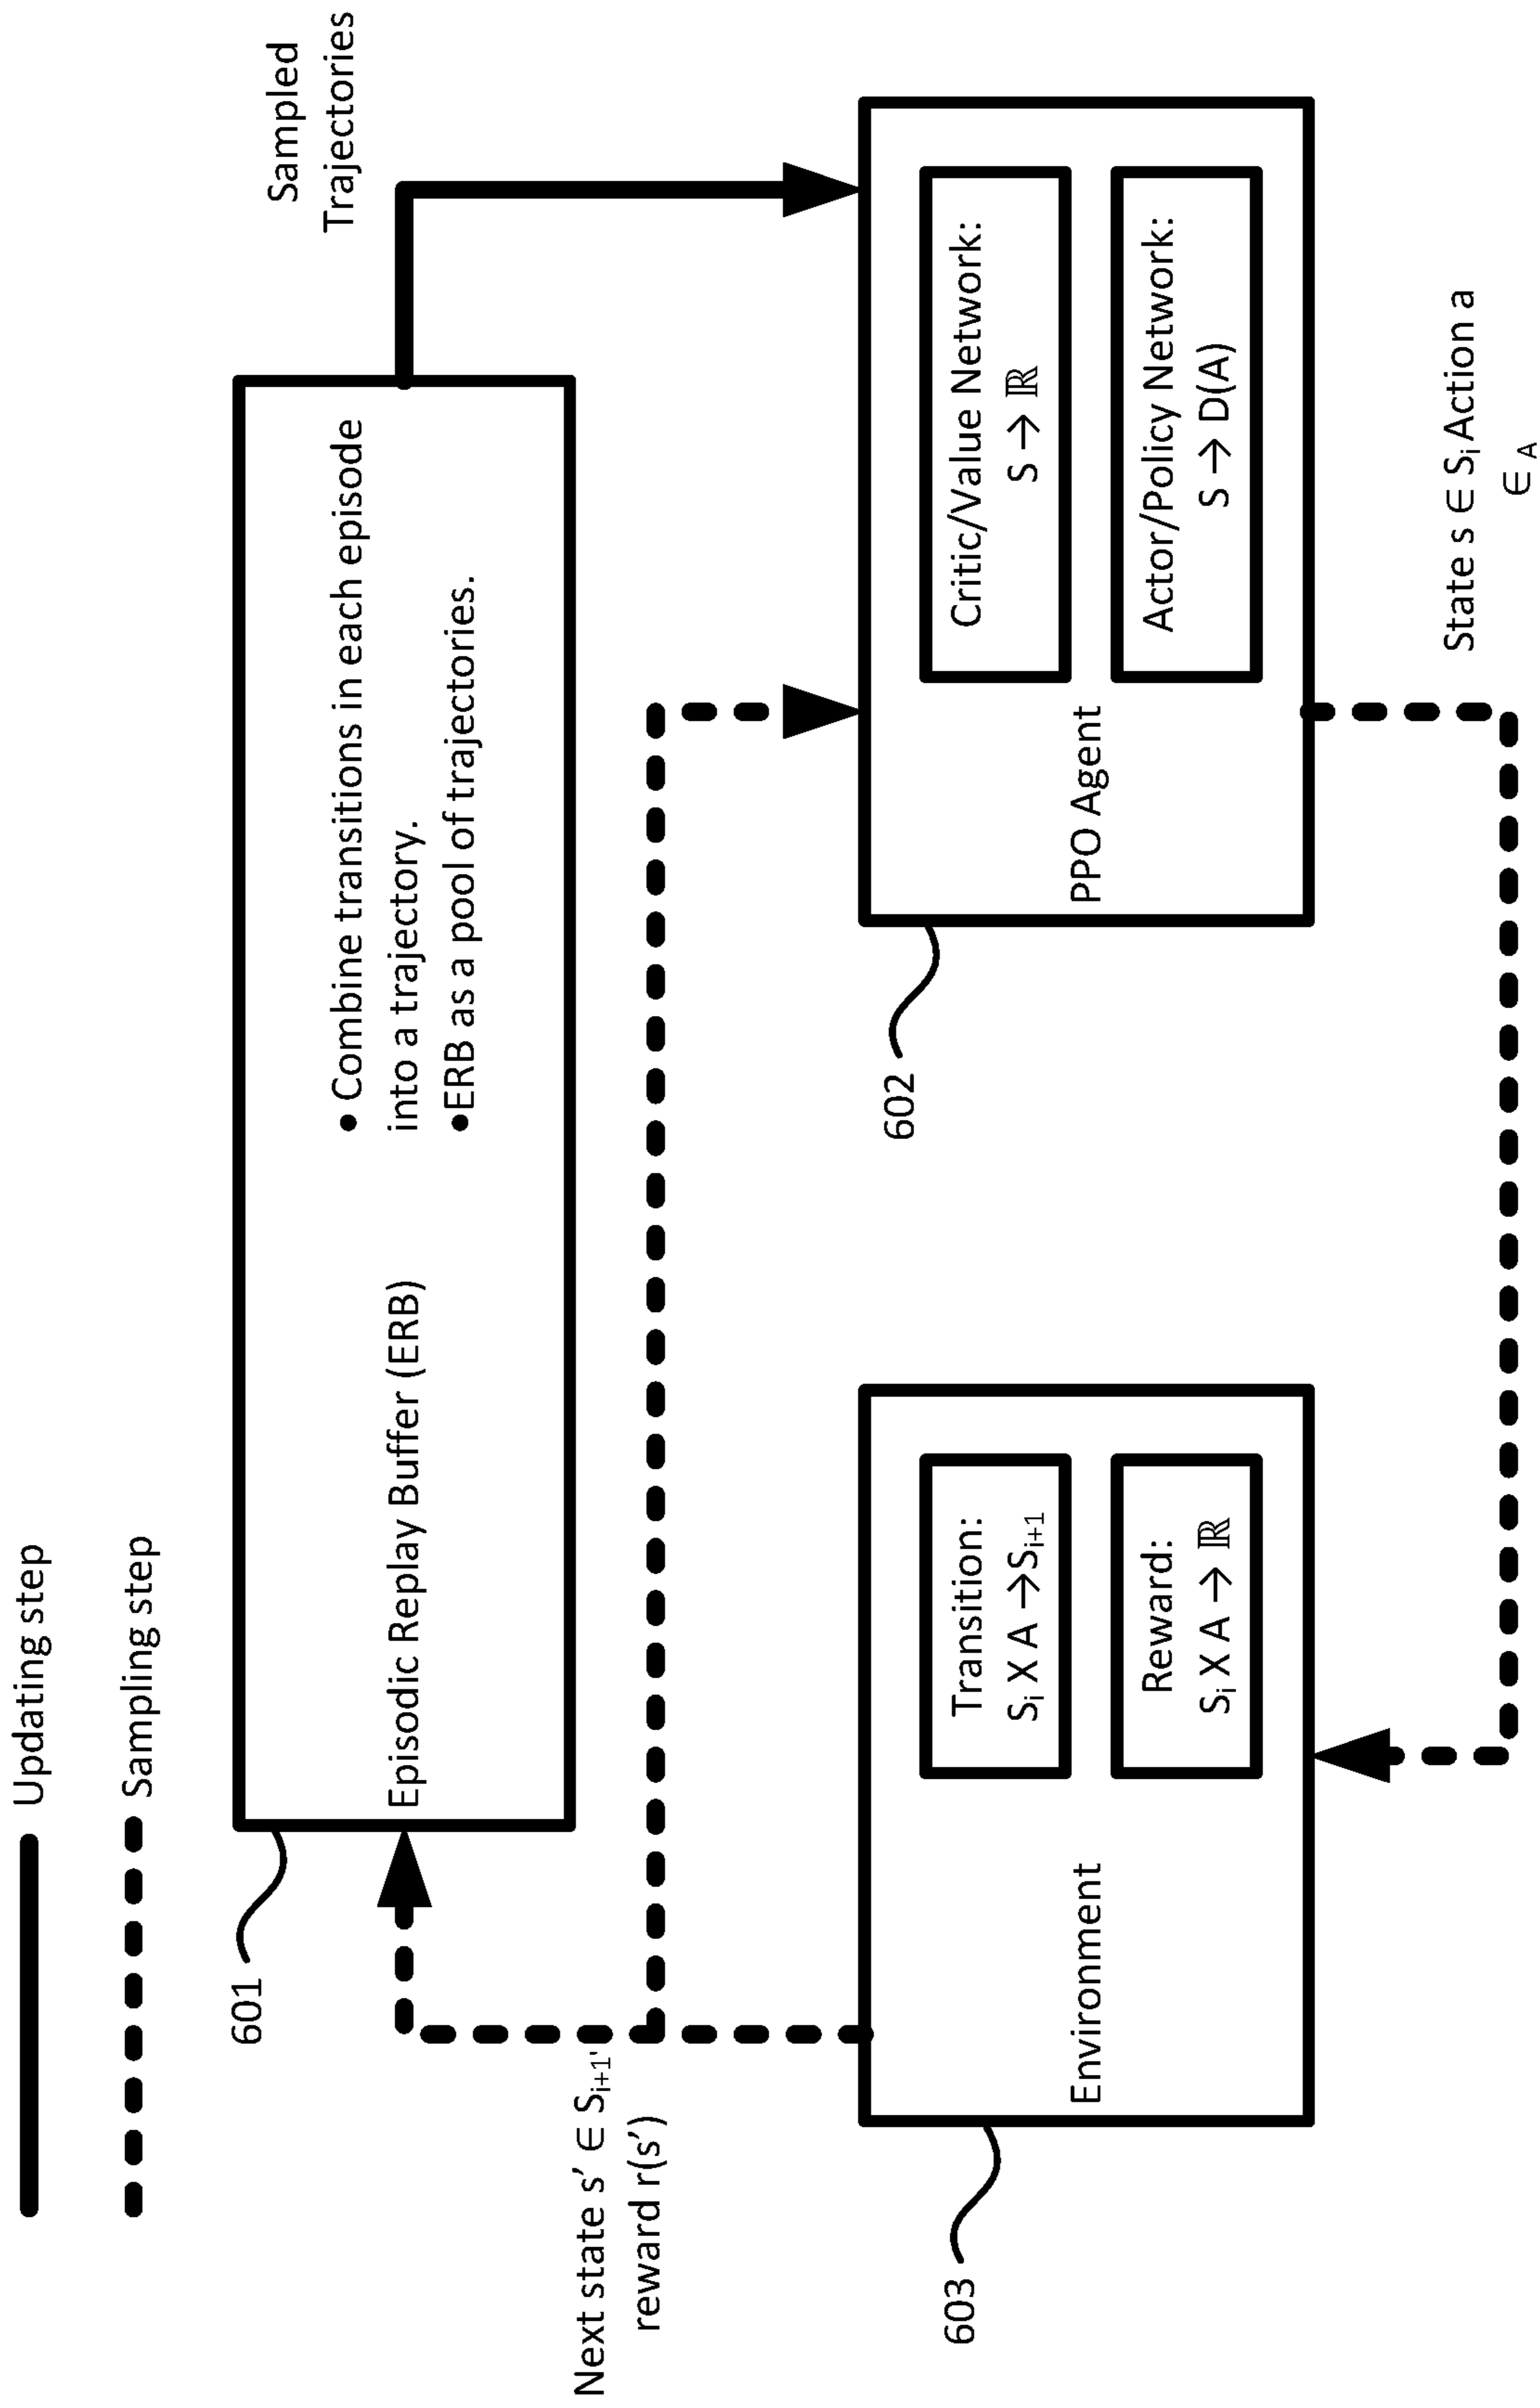 Updating step
Sampling step
601
Episodic Replay Buffer (ERB)
• Combine transitions in each episode
into a trajectory.
•ERB as a pool of trajectories.
Sampled
Trajectories
Next state s’ ∈ Sᵢ₊₁'
reward r(s’)
603
Environment
Transition:
Sᵢ X A →Sᵢ₊₁
Reward:
Sᵢ X A → ℝ
602
PPO Agent
Critic/Value Network:
S → ℝ
Actor/Policy Network:
S → D(A)
State s ∈ Sᵢ Action a
∈ A